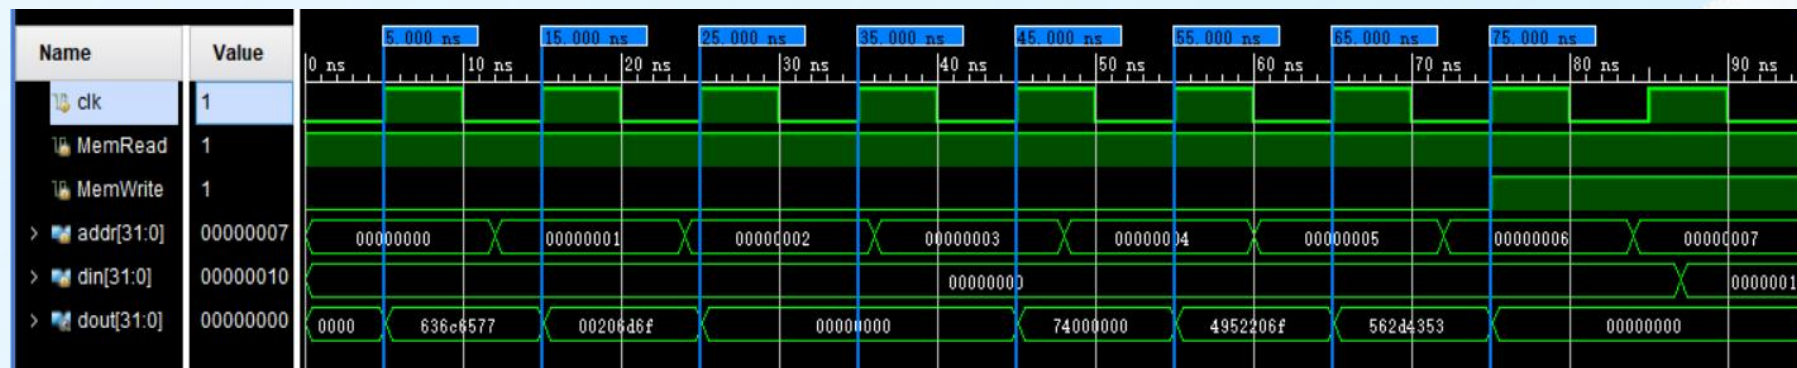 5.000 ns 15.000 ns 25.000 ns 35.000 ns 45.000 ns 55.000 ns 65.000 ns 75.000 ns
Name Value
0 ns 10 ns 20 ns 30 ns 40 ns 50 ns 60 ns 70 ns 80 ns 90 ns
clk 1
MemRead 1
MemWrite 1
addr[31:0] 00000007 00000000 00000001 00000002 00000003 00000004 00000005 00000006 00000007
din[31:0] 00000010 00000000 0000001
dout[31:0] 00000000 0000 636c6577 00206d6f 00000000 74000000 4952206f 562d4353 00000000